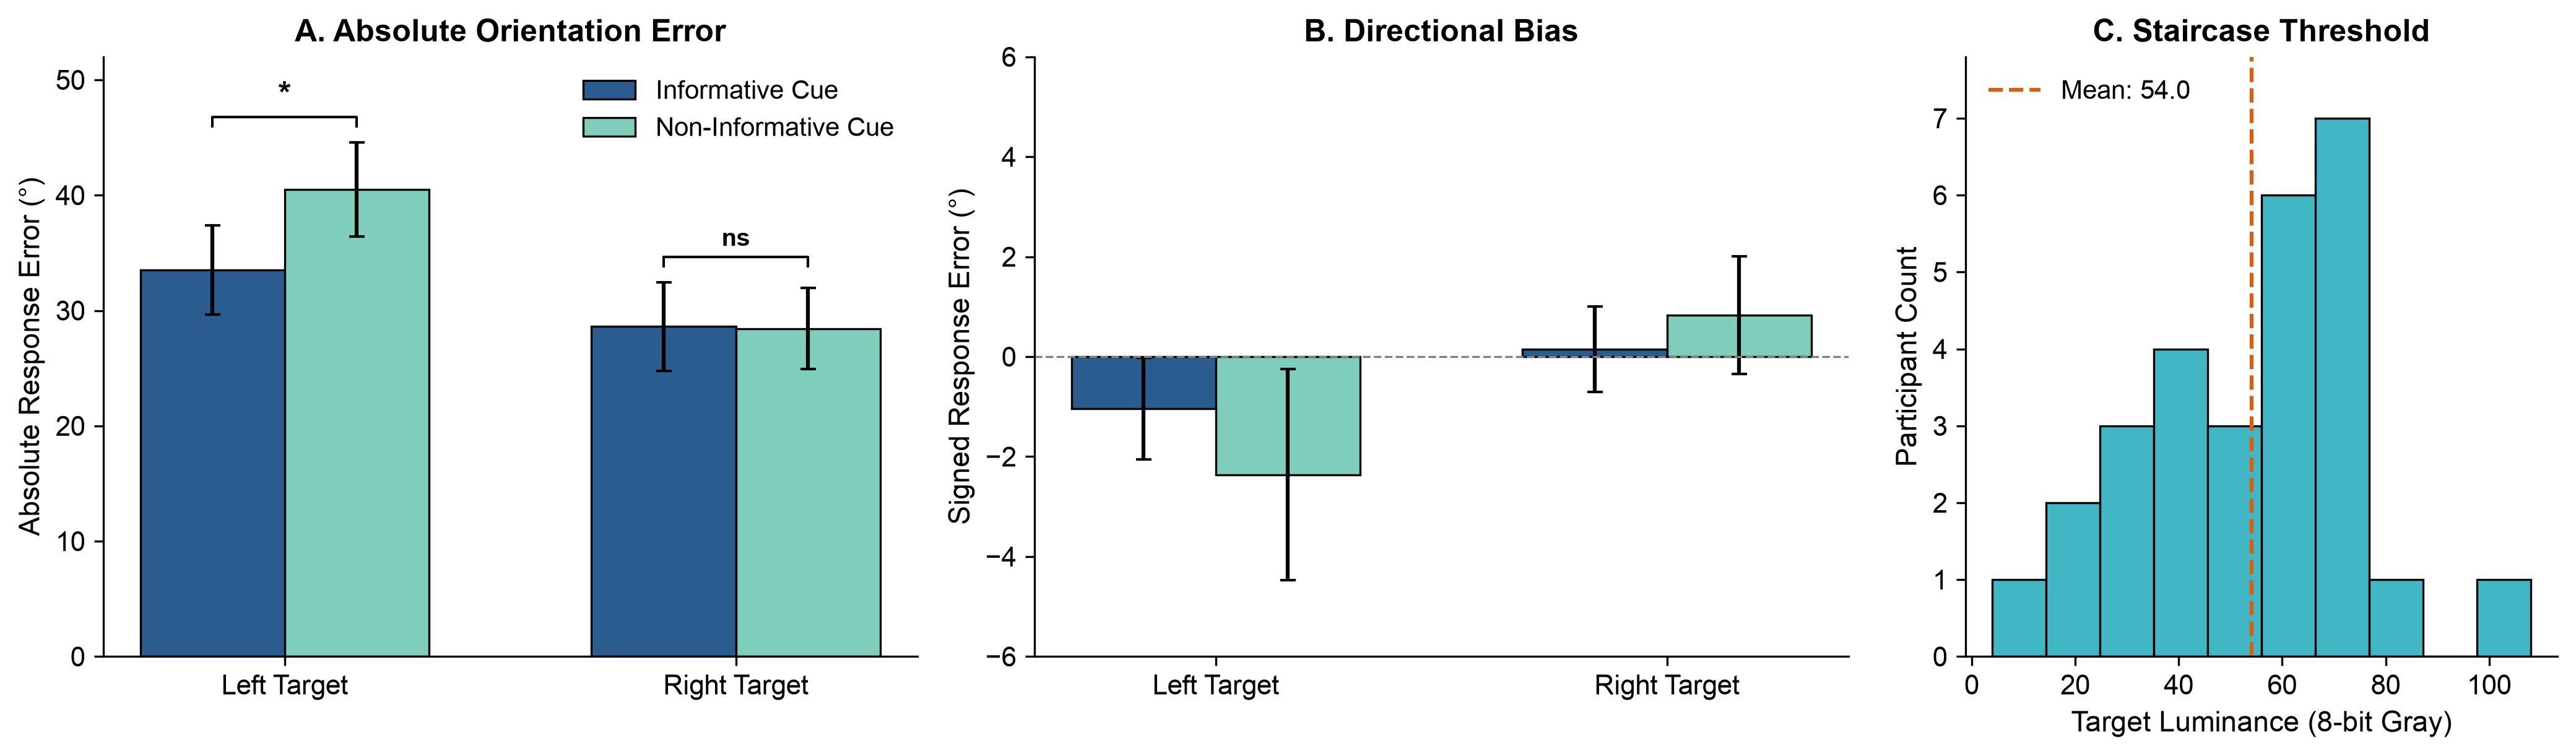 A. Absolute Orientation Error
Absolute Response Error (°)
50
40
30
20
10
0
*
ns
Informative Cue
Non-Informative Cue
Left Target
Right Target
B. Directional Bias
Signed Response Error (°)
6
4
2
0
−2
−4
−6
Left Target
Right Target
C. Staircase Threshold
Participant Count
7
6
5
4
3
2
1
0
Mean: 54.0
0 20 40 60 80 100
Target Luminance (8-bit Gray)